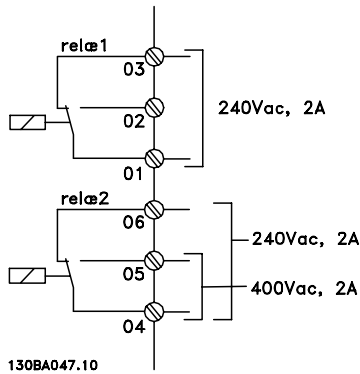 relæ1
03
02
240Vac, 2A
01
relæ2
06
240Vac, 2A
05
400Vac, 2A
04
130BA047.10